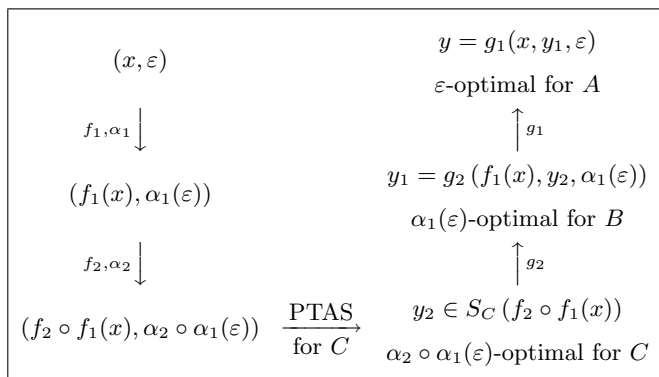 (x, ε)
f₁,α₁
(f₁(x), α₁(ε))
f₂,α₂
(f₂ ∘ f₁(x), α₂ ∘ α₁(ε))
PTAS
for C
y₂ ∈ S_C (f₂ ∘ f₁(x))
α₂ ∘ α₁(ε)-optimal for C
g₂
y₁ = g₂ (f₁(x), y₂, α₁(ε))
α₁(ε)-optimal for B
g₁
y = g₁(x, y₁, ε)
ε-optimal for A